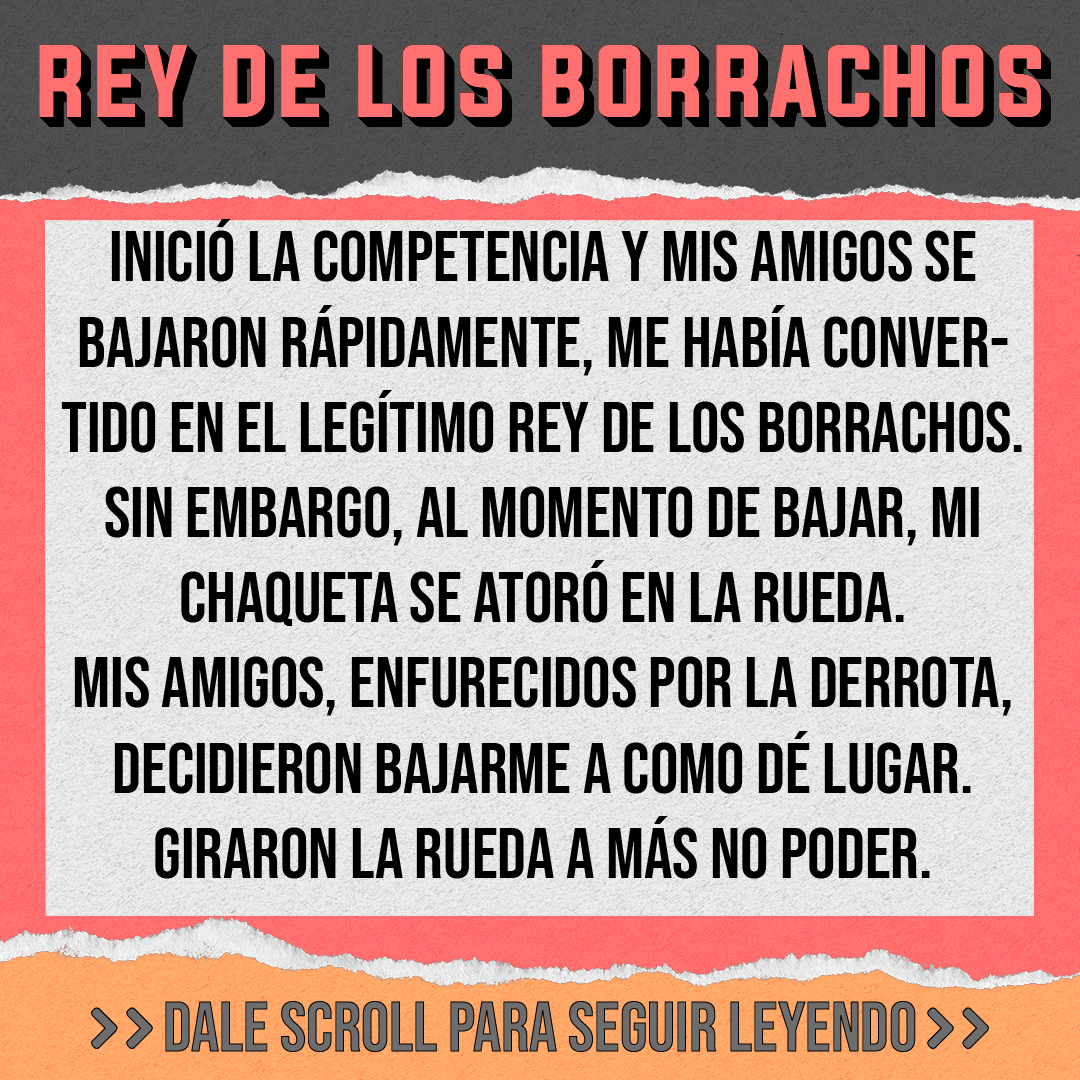 REY DE LOS BORRACHOS
INICIÓ LA COMPETENCIA Y MIS AMIGOS SE
BAJARON RÁPIDAMENTE, ME HABÍA CONVER-
TIDO EN EL LEGÍTIMO REY DE LOS BORRACHOS.
SIN EMBARGO, AL MOMENTO DE BAJAR, MI
CHAQUETA SE ATORÓ EN LA RUEDA.
MIS AMIGOS, ENFURECIDOS POR LA DERROTA,
DECIDIERON BAJARME A COMO DÉ LUGAR.
GIRARON LA RUEDA A MÁS NO PODER.
>> DALE SCROLL PARA SEGUIR LEYENDO >>